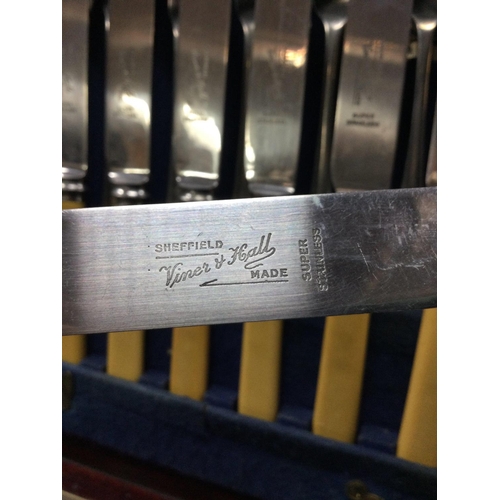 SHEFFIELD
Viner & Hall
MADE
SUPER
STAINLESS